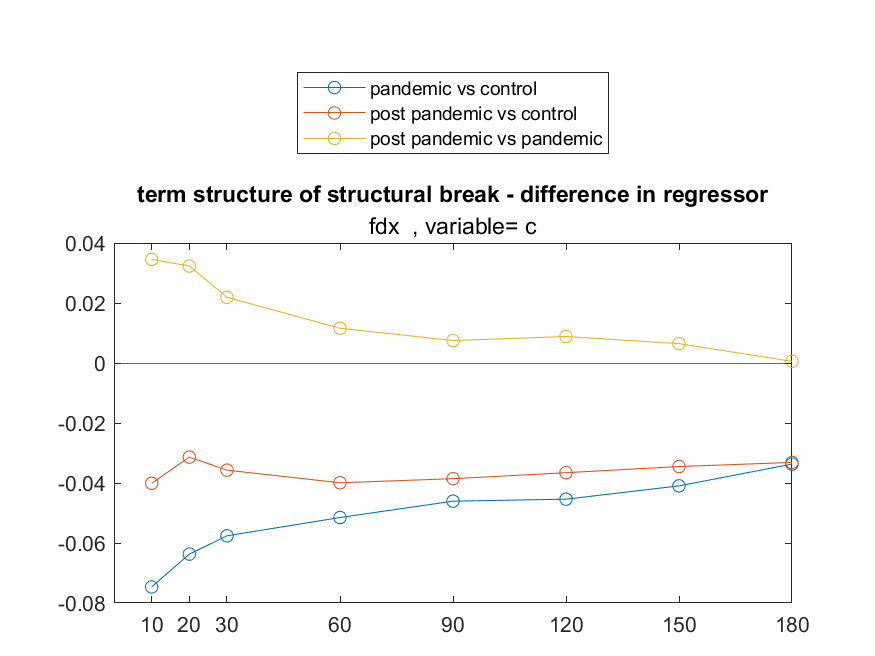 pandemic vs control
post pandemic vs control
post pandemic vs pandemic
term structure of structural break - difference in regressor
fdx  , variable= c
0.04
0.02
0
-0.02
-0.04
-0.06
-0.08
10 20 30 60 90 120 150 180